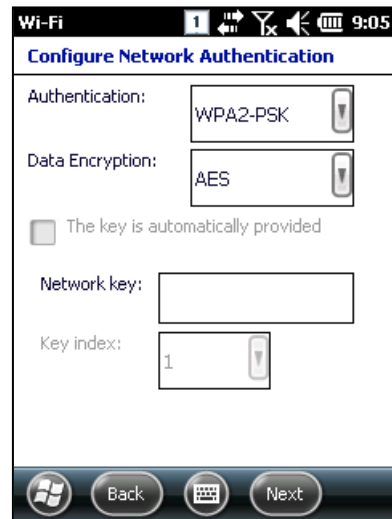 Wi-Fi 1 9:05
Configure Network Authentication
Authentication: WPA2-PSK
Data Encryption: AES
The key is automatically provided
Network key:
Key index: 1
Back Next